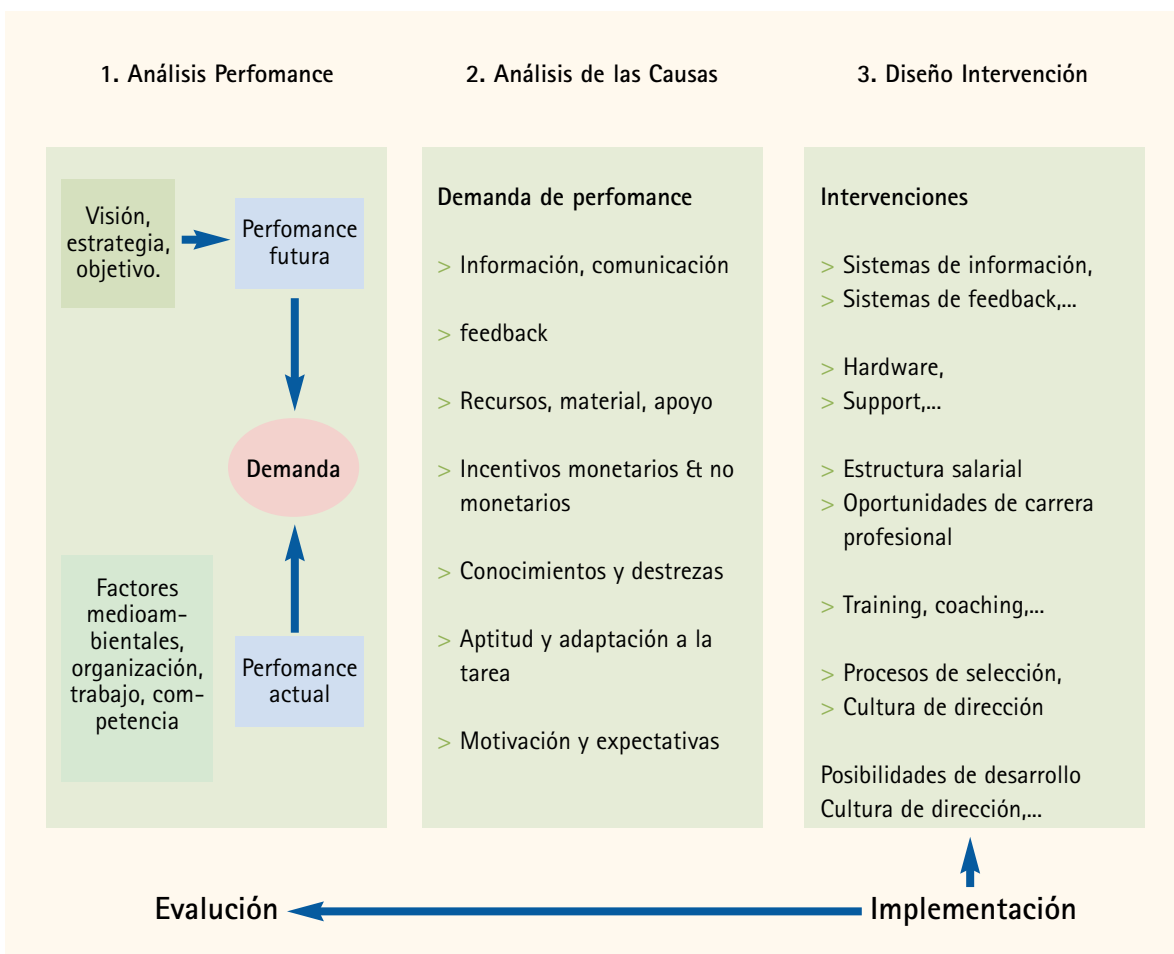 1. Análisis Perfomance
2. Análisis de las Causas
3. Diseño Intervención
Visión,
estrategia,
objetivo.
Perfomance
futura
Demanda
Factores
medioam-
bientales,
organización,
trabajo, com-
petencia
Perfomance
actual
Demanda de perfomance
> Información, comunicación
> feedback
> Recursos, material, apoyo
> Incentivos monetarios & no
monetarios
> Conocimientos y destrezas
> Aptitud y adaptación a la
tarea
> Motivación y expectativas
Intervenciones
> Sistemas de información,
> Sistemas de feedback,...
> Hardware,
> Support,...
> Estructura salarial
> Oportunidades de carrera
profesional
> Training, coaching,...
> Procesos de selección,
> Cultura de dirección
Posibilidades de desarrollo
Cultura de dirección,...
Evalución
Implementación